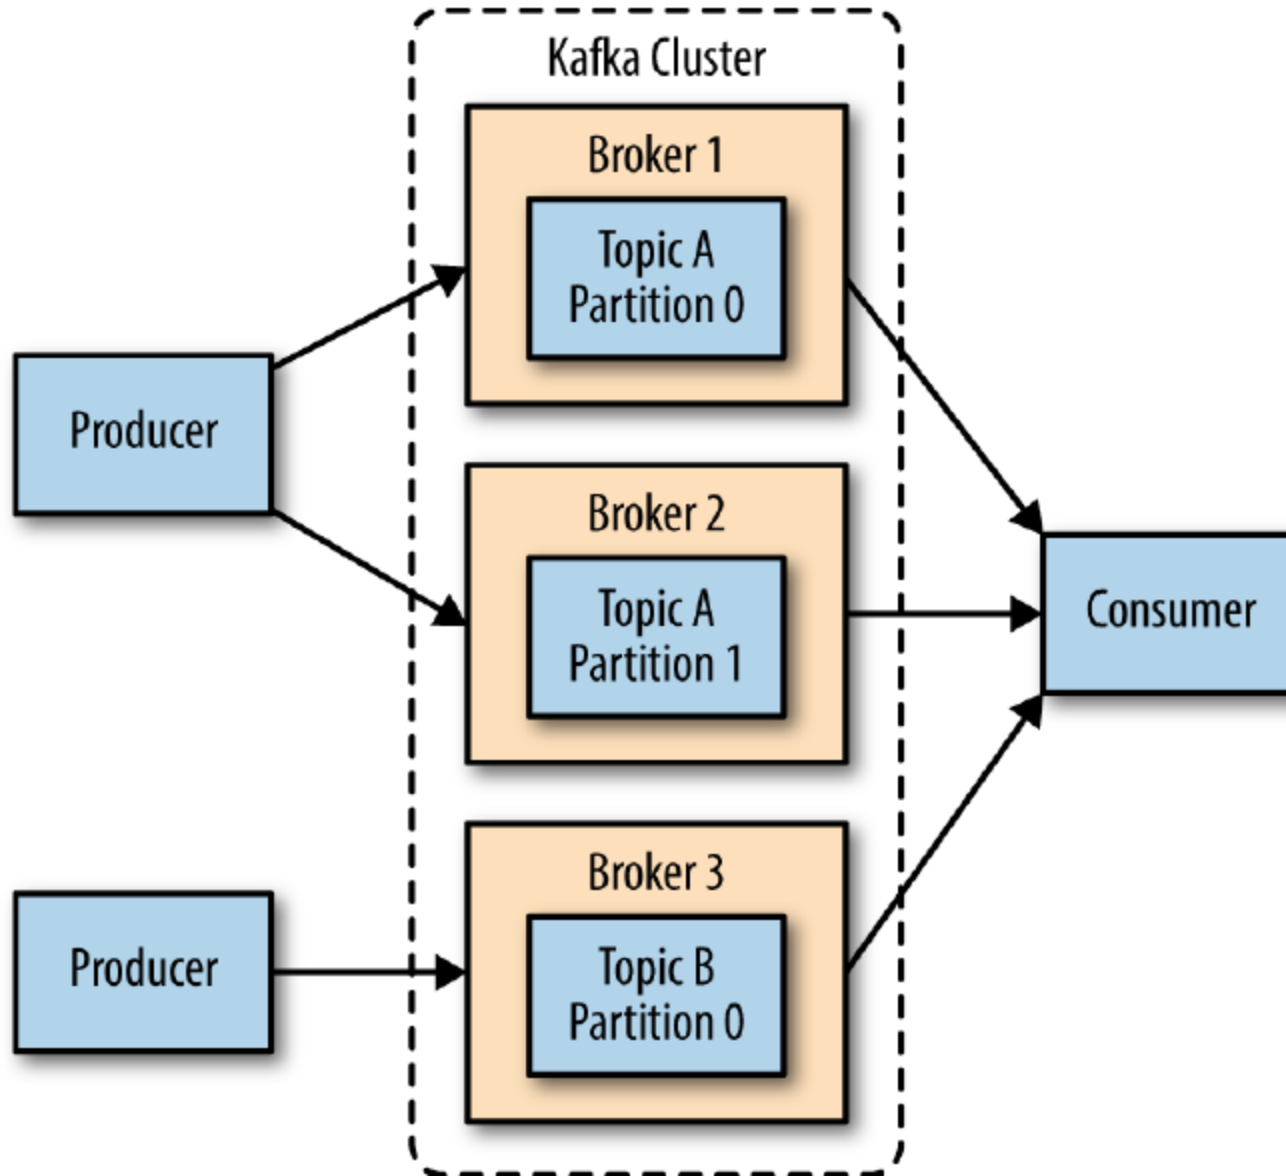 Kafka Cluster
Broker 1
Topic A
Partition 0
Producer
Broker 2
Topic A
Partition 1
Consumer
Broker 3
Producer
Topic B
Partition 0